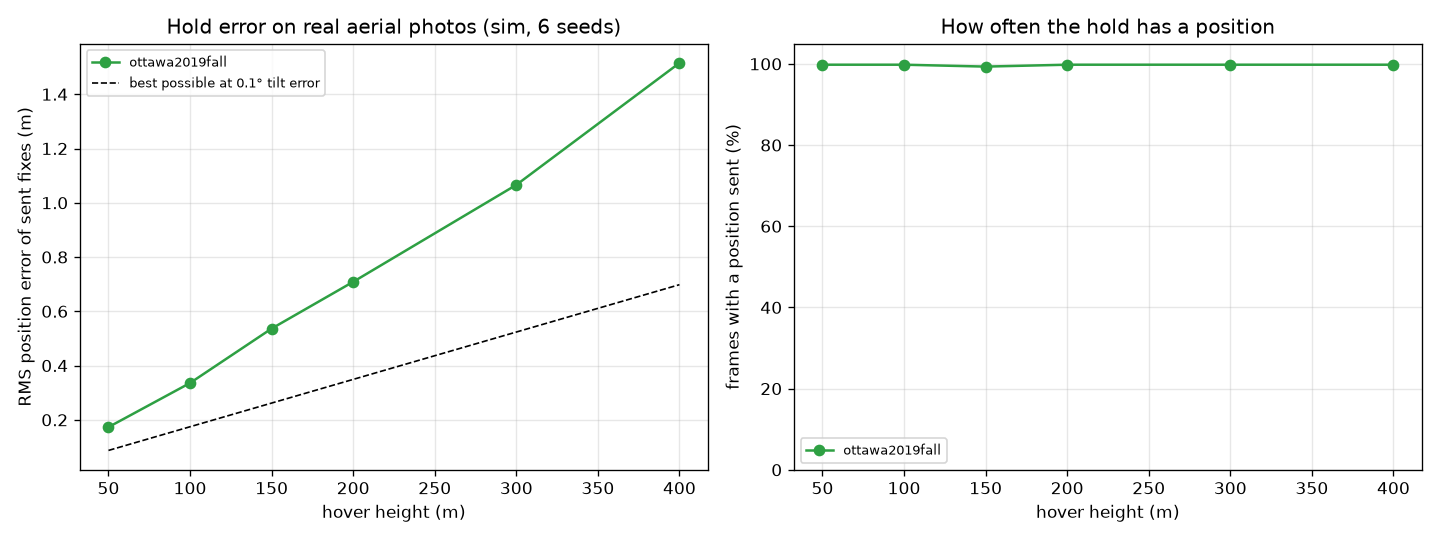 Hold error on real aerial photos (sim, 6 seeds)
ottawa2019fall
best possible at 0.1° tilt error
RMS position error of sent fixes (m)
1.4
1.2
1.0
0.8
0.6
0.4
0.2
50 100 150 200 250 300 350 400
hover height (m)
How often the hold has a position
frames with a position sent (%)
100
80
60
40
20
0
ottawa2019fall
50 100 150 200 250 300 350 400
hover height (m)